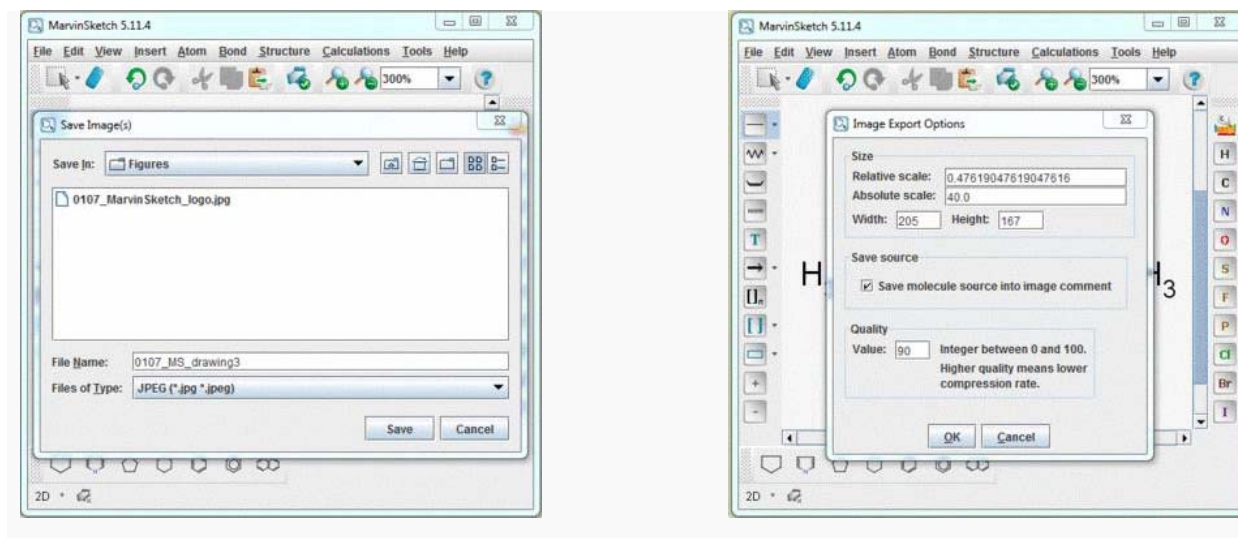 MarvinSketch 5.11.4
File Edit View Insert Atom Bond Structure Calculations Tools Help
300%
Save Image(s)
Save In: Figures
0107_MarvinSketch_logo.jpg
File Name: 0107_MS_drawing3
Files of Type: JPEG (*.jpg *.jpeg)
Save Cancel
2D
MarvinSketch 5.11.4
File Edit View Insert Atom Bond Structure Calculations Tools Help
300%
Image Export Options
Size
Relative scale: 0.47619047619047616
Absolute scale: 40.0
Width: 205 Height: 167
Save source
Save molecule source into image comment
Quality
Value: 90 Integer between 0 and 100.
Higher quality means lower
compression rate.
OK Cancel
T
[]n
[]
H
3
H
C
N
O
S
F
P
Cl
Br
I
2D